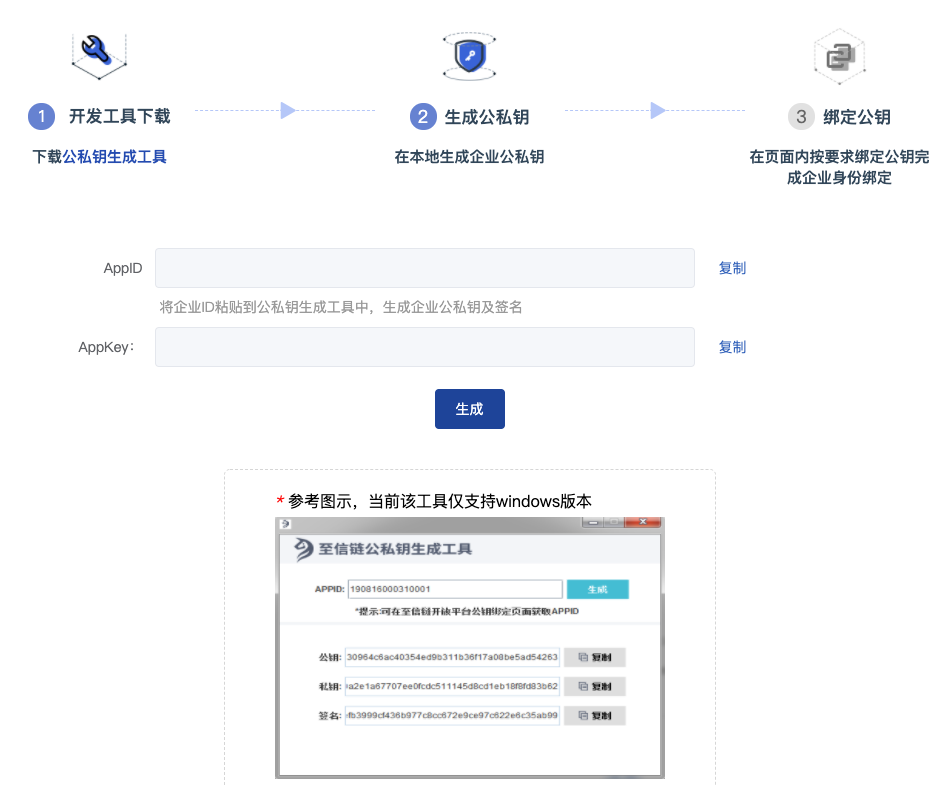 1 开发工具下载
2 生成公私钥
3 绑定公钥
下载公私钥生成工具
在本地生成企业公私钥
在页面内按要求绑定公钥完
成企业身份绑定
AppID
复制
将企业ID粘贴到公私钥生成工具中，生成企业公私钥及签名
AppKey：
复制
生成
* 参考图示，当前该工具仅支持windows版本
至信链公私钥生成工具
APPID: 190816000310001 生成
*提示:可在至信链开放平台公钥绑定页面获取APPID
公钥: 30964c6ac40354ed9b311b36f17a08be5ad54263 复制
私钥: a2e1a67707ee0fcdc511145d8cd1eb18f8fd83b62 复制
签名: fb3999cf436b977c8cc672e9ce97c622e6c35ab99 复制